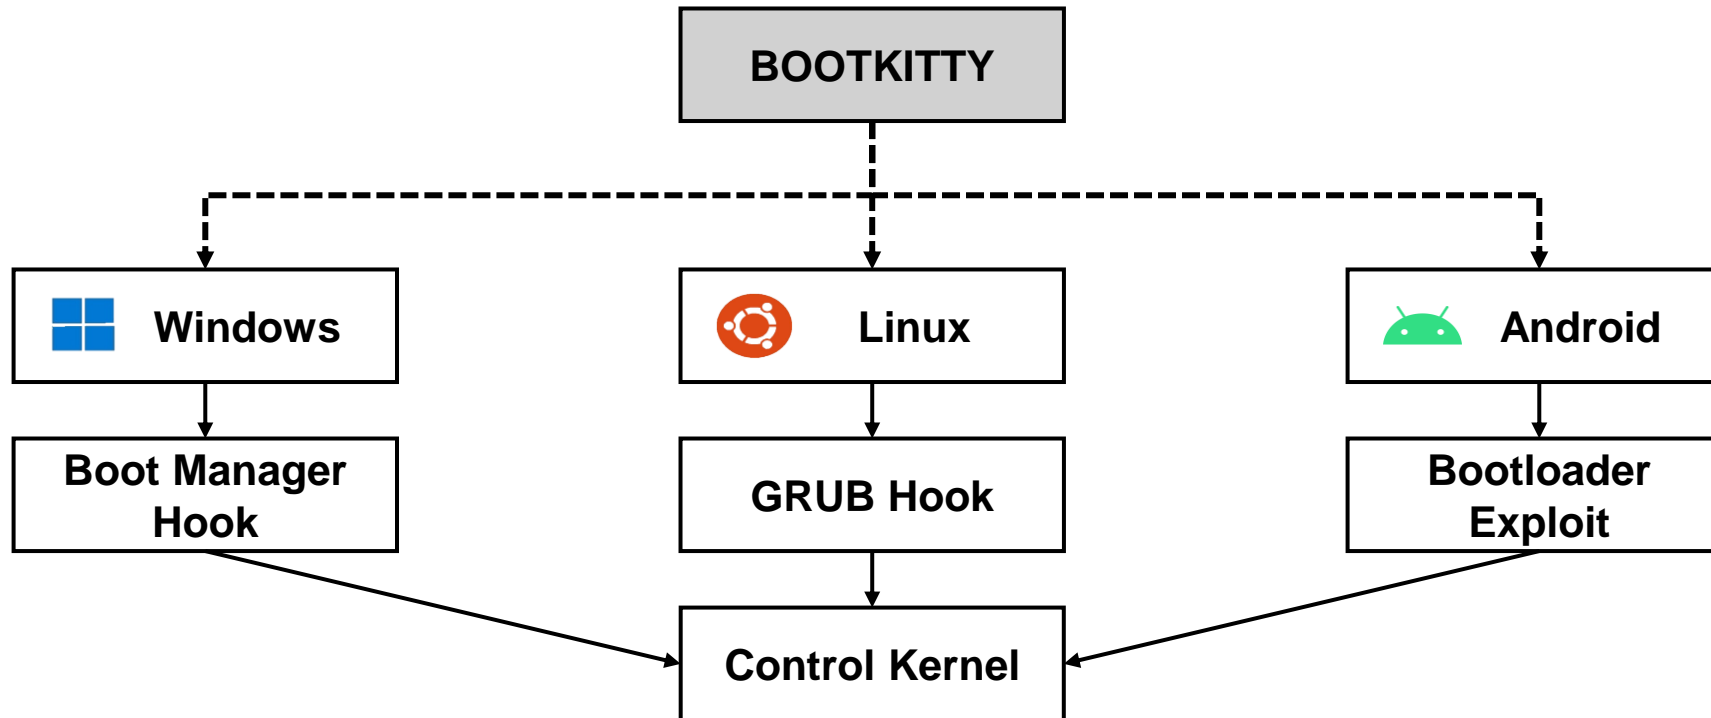 BOOTKITTY
Windows
Linux
Android
Boot Manager
Hook
GRUB Hook
Bootloader
Exploit
Control Kernel